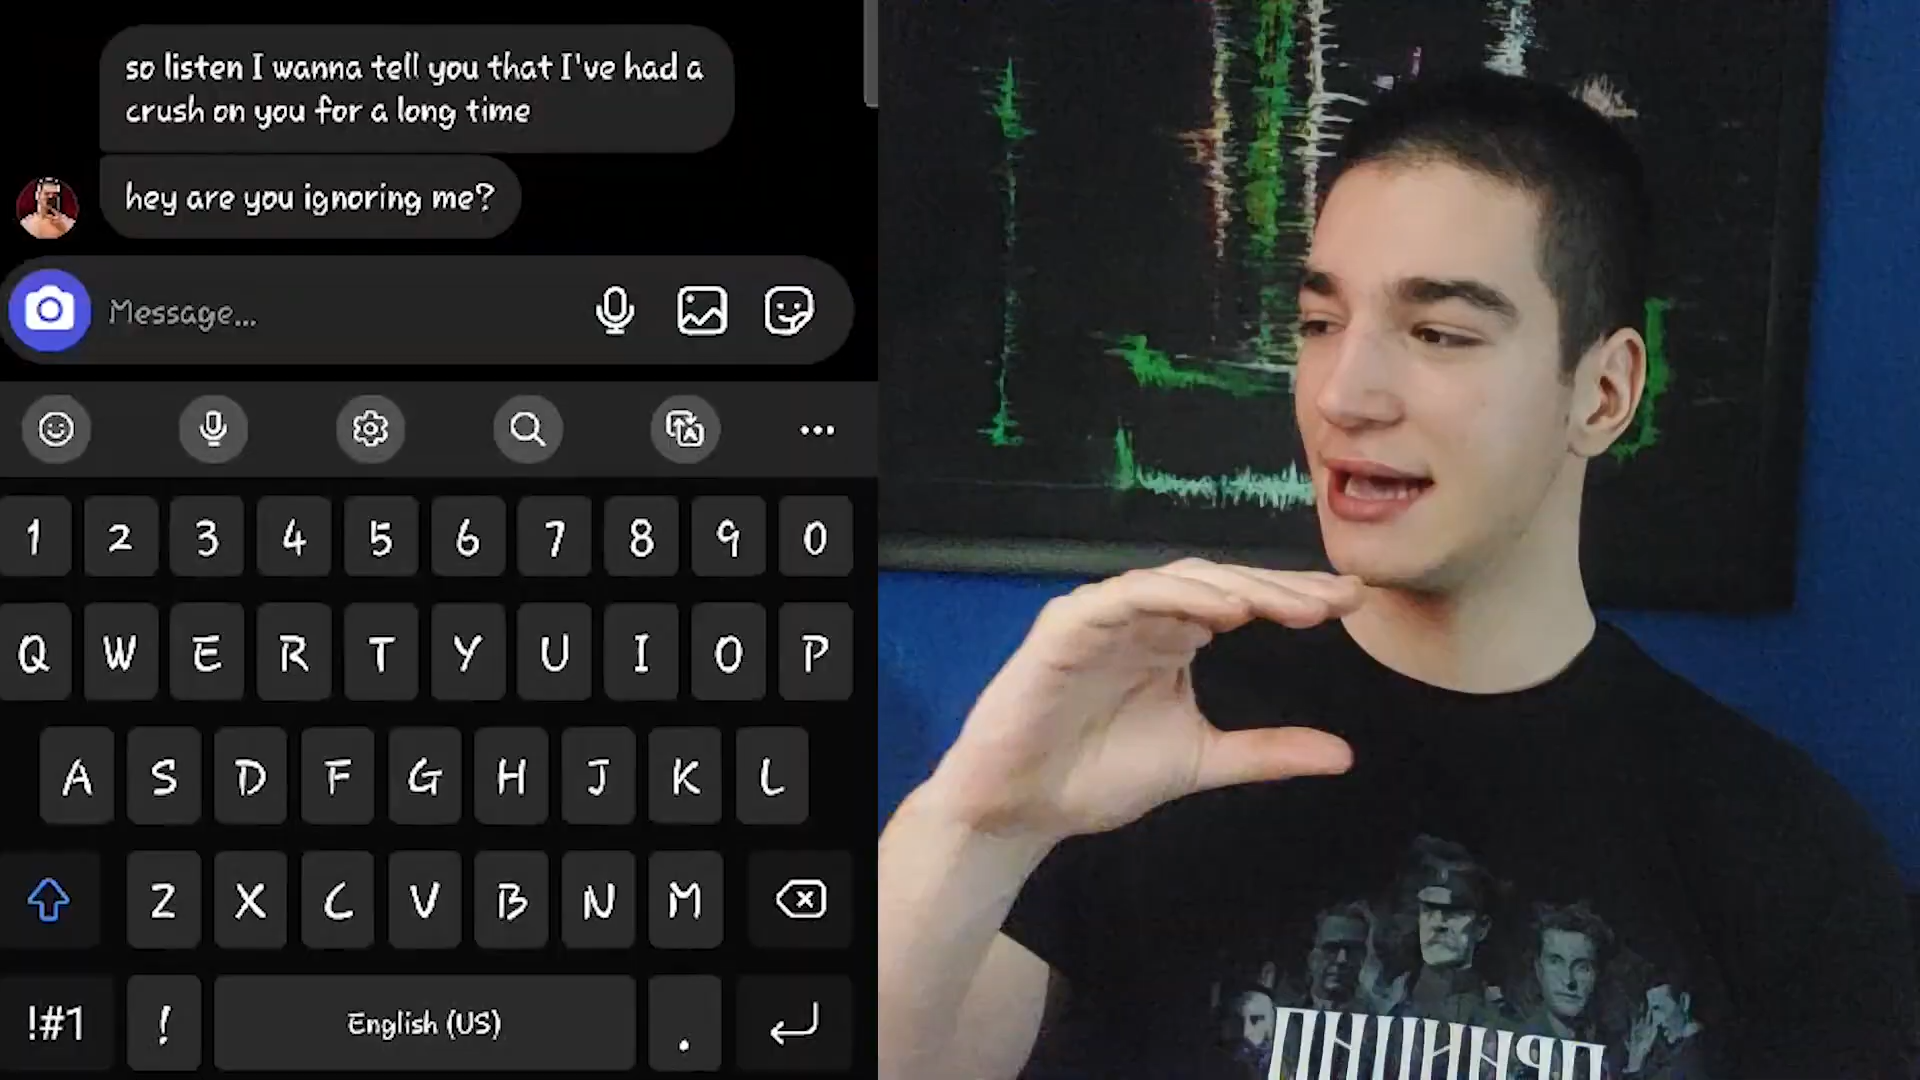 so listen I wanna tell you that I've had a
crush on you for a long time
hey are you ignoring me?
Message...
1 2 3 4 5 6 7 8 9 0
Q W E R T Y U I O P
A S D F G H J K L
Z X C V B N M
!#1 ! English (US) .